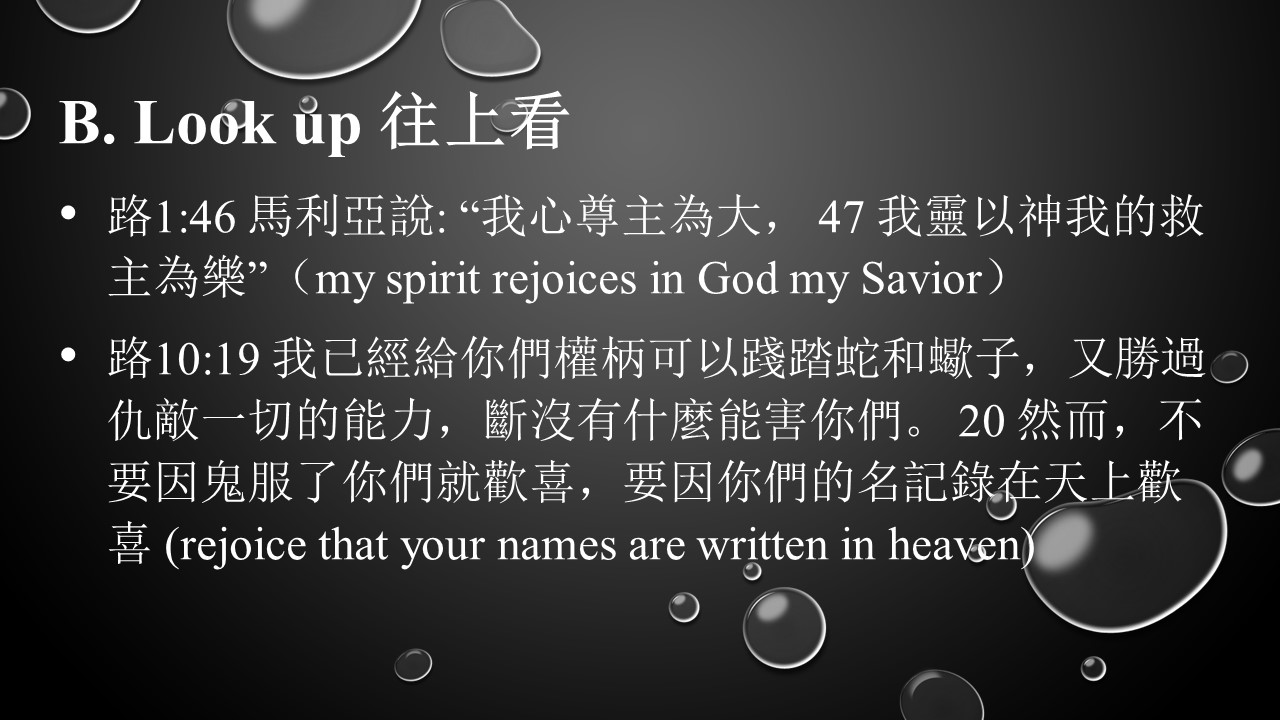 B. Look up 往上看
• 路1:46 馬利亞說: “我心尊主為大， 47 我靈以神我的救
主為樂”（my spirit rejoices in God my Savior）
• 路10:19 我已經給你們權柄可以踐踏蛇和蠍子，又勝過
仇敵一切的能力，斷沒有什麼能害你們。 20 然而，不
要因鬼服了你們就歡喜，要因你們的名記錄在天上歡
喜 (rejoice that your names are written in heaven)